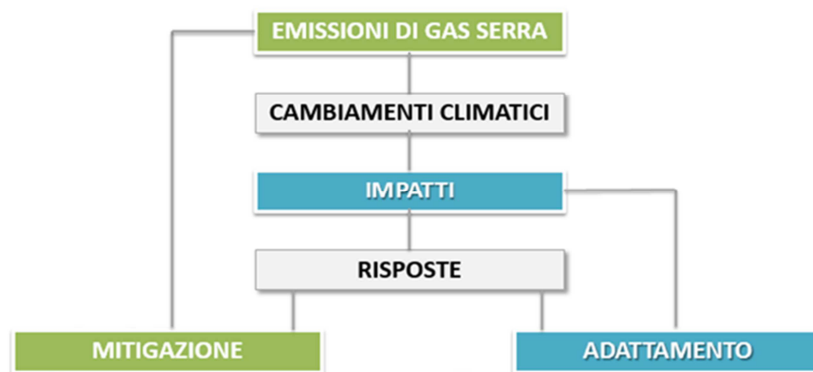 EMISSIONI DI GAS SERRA
CAMBIAMENTI CLIMATICI
IMPATTI
RISPOSTE
MITIGAZIONE
ADATTAMENTO